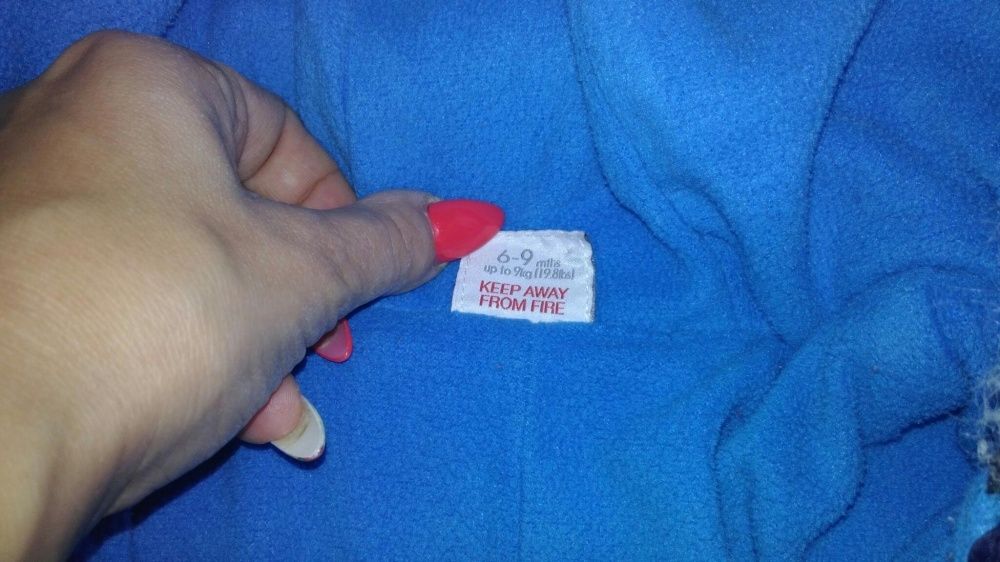 6-9 mths
up to 9kg (19.8lbs)
KEEP AWAY
FROM FIRE